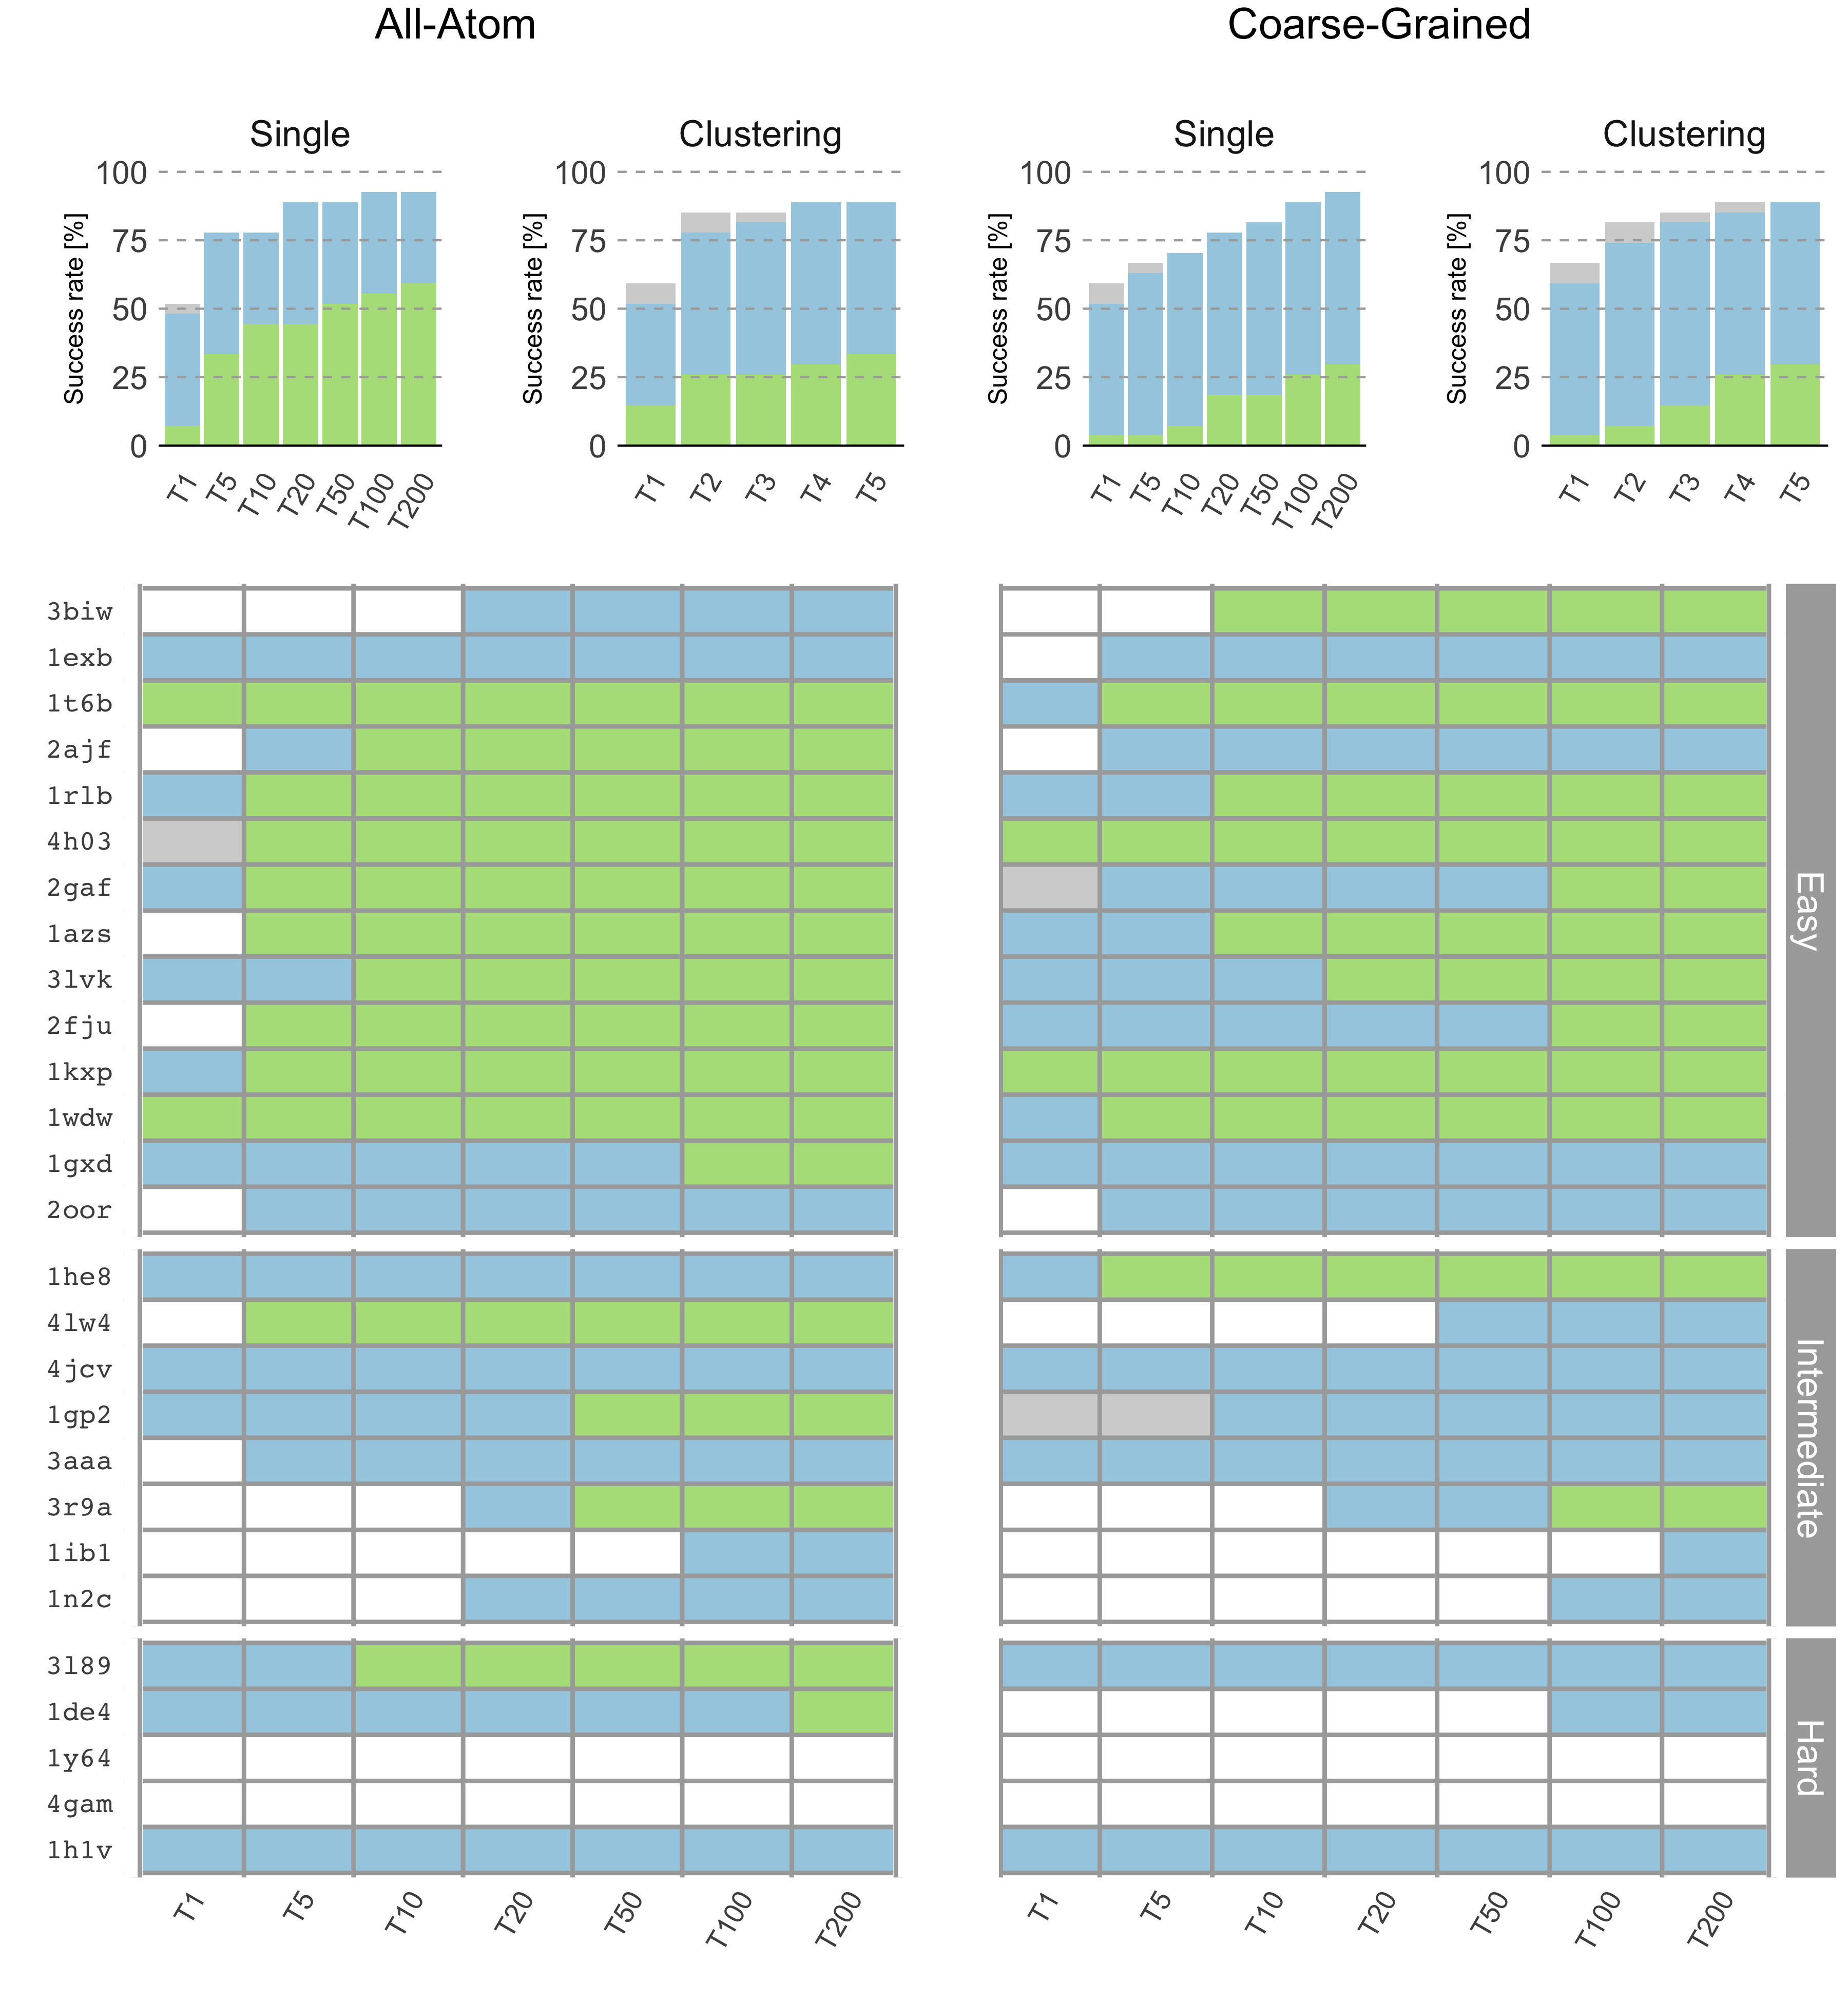 All-Atom
Coarse-Grained
Single
Clustering
Single
Clustering
Success rate [%]
100
75
50
25
0
T1 T5 T10 T20 T50 T100 T200
Success rate [%]
100
75
50
25
0
T1 T2 T3 T4 T5
Success rate [%]
100
75
50
25
0
T1 T5 T10 T20 T50 T100 T200
Success rate [%]
100
75
50
25
0
T1 T2 T3 T4 T5
3biw
1exb
1t6b
2ajf
1rlb
4h03
2gaf
1azs
3lvk
2fju
1kxp
1wdw
1gxd
2oor
Easy
1he8
4lw4
4jcv
1gp2
3aaa
3r9a
1ib1
1n2c
Intermediate
3l89
1de4
1y64
4gam
1h1v
Hard
T1 T5 T10 T20 T50 T100 T200
T1 T5 T10 T20 T50 T100 T200